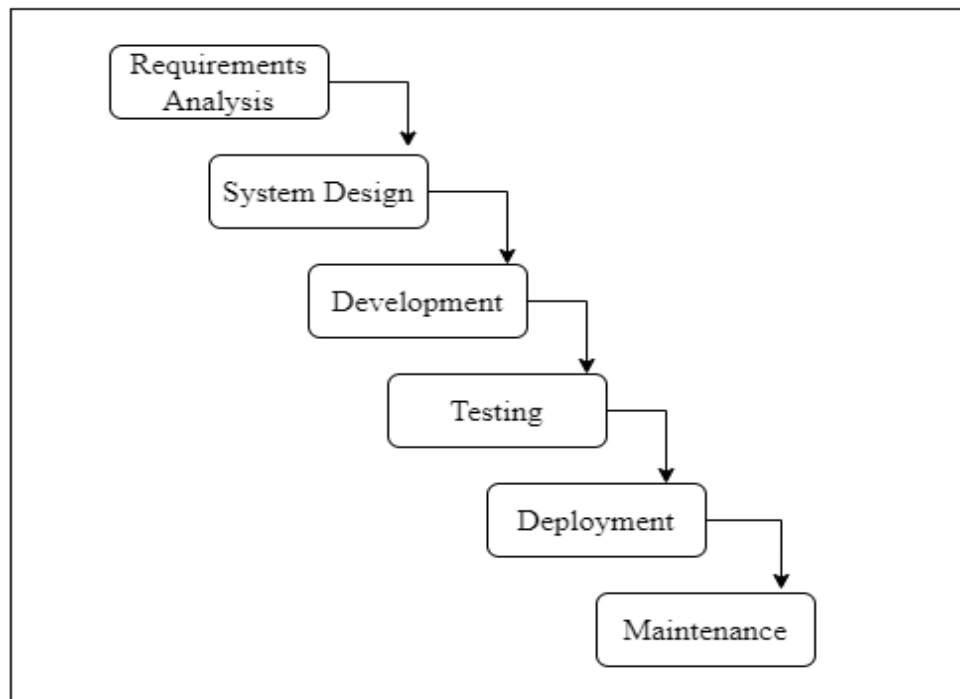 Requirements
Analysis
System Design
Development
Testing
Deployment
Maintenance